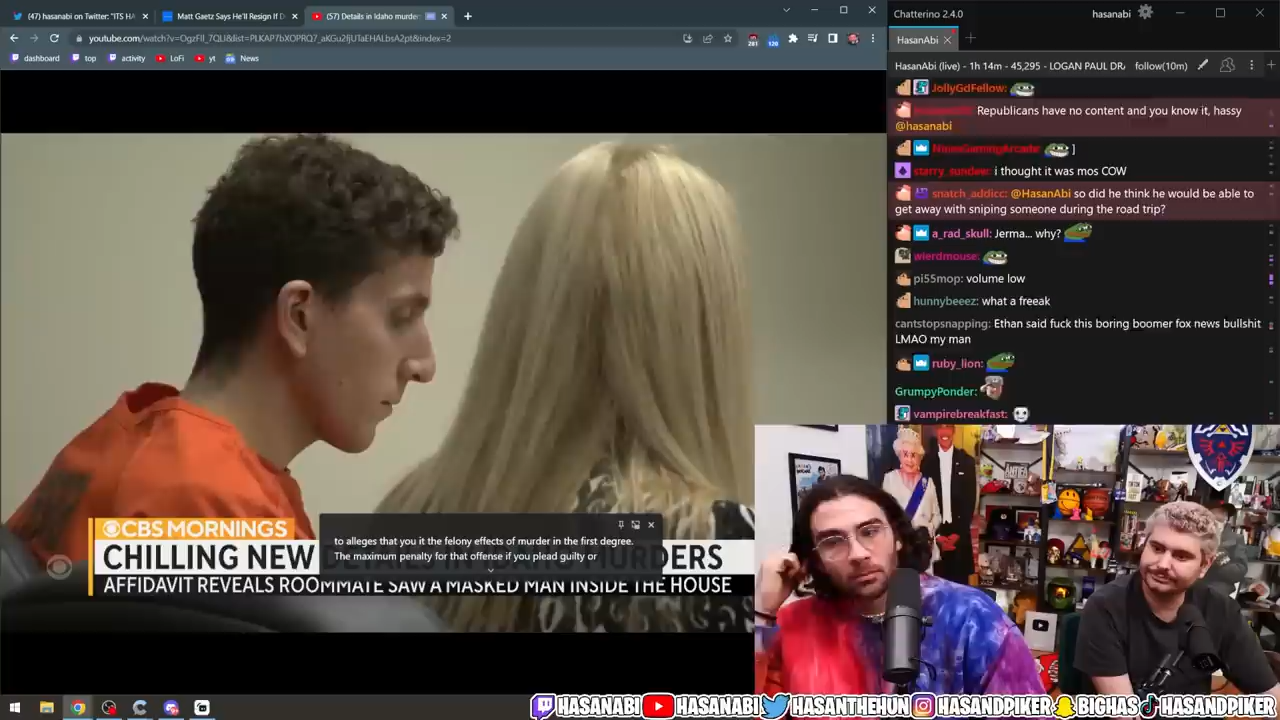 (47) hasanabi on Twitter: "ITS HA
Matt Gaetz Says He'll Resign If D
(57) Details in Idaho murder
Chatterino 2.4.0
hasanabi
youtube.com/watch?v=OgzFll_7QLI&list=PLKAP7bXOPRQ7_aKGu2fjUTaEHALbsA2pt&index=2
281
120
HasanAbi
dashboard
top
activity
LoFi
yt
News
HasanAbi (live) - 1h 14m - 45,295 - LOGAN PAUL DR
follow(10m)
JollyGdFellow:
Republicans have no content and you know it, hassy
@hasanabi
]
starry_sundaer: i thought it was mos COW
snatch_addicc: @HasanAbi so did he think he would be able to
get away with sniping someone during the road trip?
a_rad_skull: Jerma... why?
wierdmouse:
pi55mop: volume low
hunnybeeez: what a freeak
cantstopsnapping: Ethan said fuck this boring boomer fox news bullshit
LMAO my man
ruby_lion:
GrumpyPonder:
vampirebreakfast:
CBS MORNINGS
to alleges that you it the felony effects of murder in the first degree.
The maximum penalty for that offense if you plead guilty or
CHILLING NEW
RDERS
AFFIDAVIT REVEALS ROOMMATE SAW A MASKED MAN INSIDE THE HOUSE
ANTIFA
HASANABI
HASANABI
HASANTHEHUN
HASANDPIKER
BIGHAS
HASANDPIKER